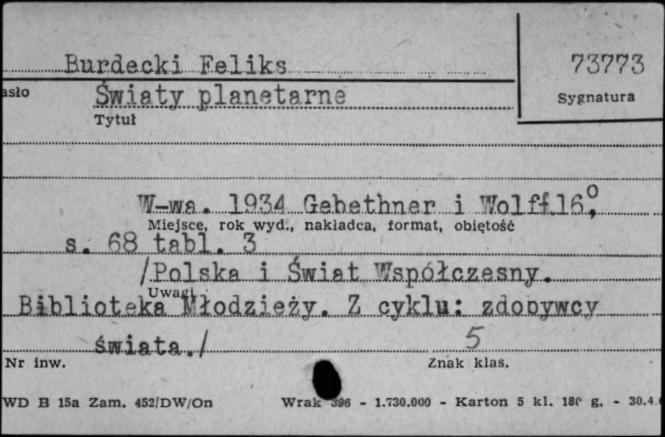 Burdecki Feliks
73773
asło
Światy planetarne
Sygnatura
Tytuł
W-wa. 1934 Gebethner i Wolff.16°,
Miejsce, rok wyd., nakładca, format, objętość
s. 68 tabl. 3
/Polska i Świat Współczesny.
Uwagi
Biblioteka Młodzieży. Z cyklu: zdobywcy
świata./
5
Nr inw.
Znak klas.
WD B 15a Zam. 452/DW/On
Wrak 396 - 1.730.000 - Karton 5 kl. 180 g. - 30.4.